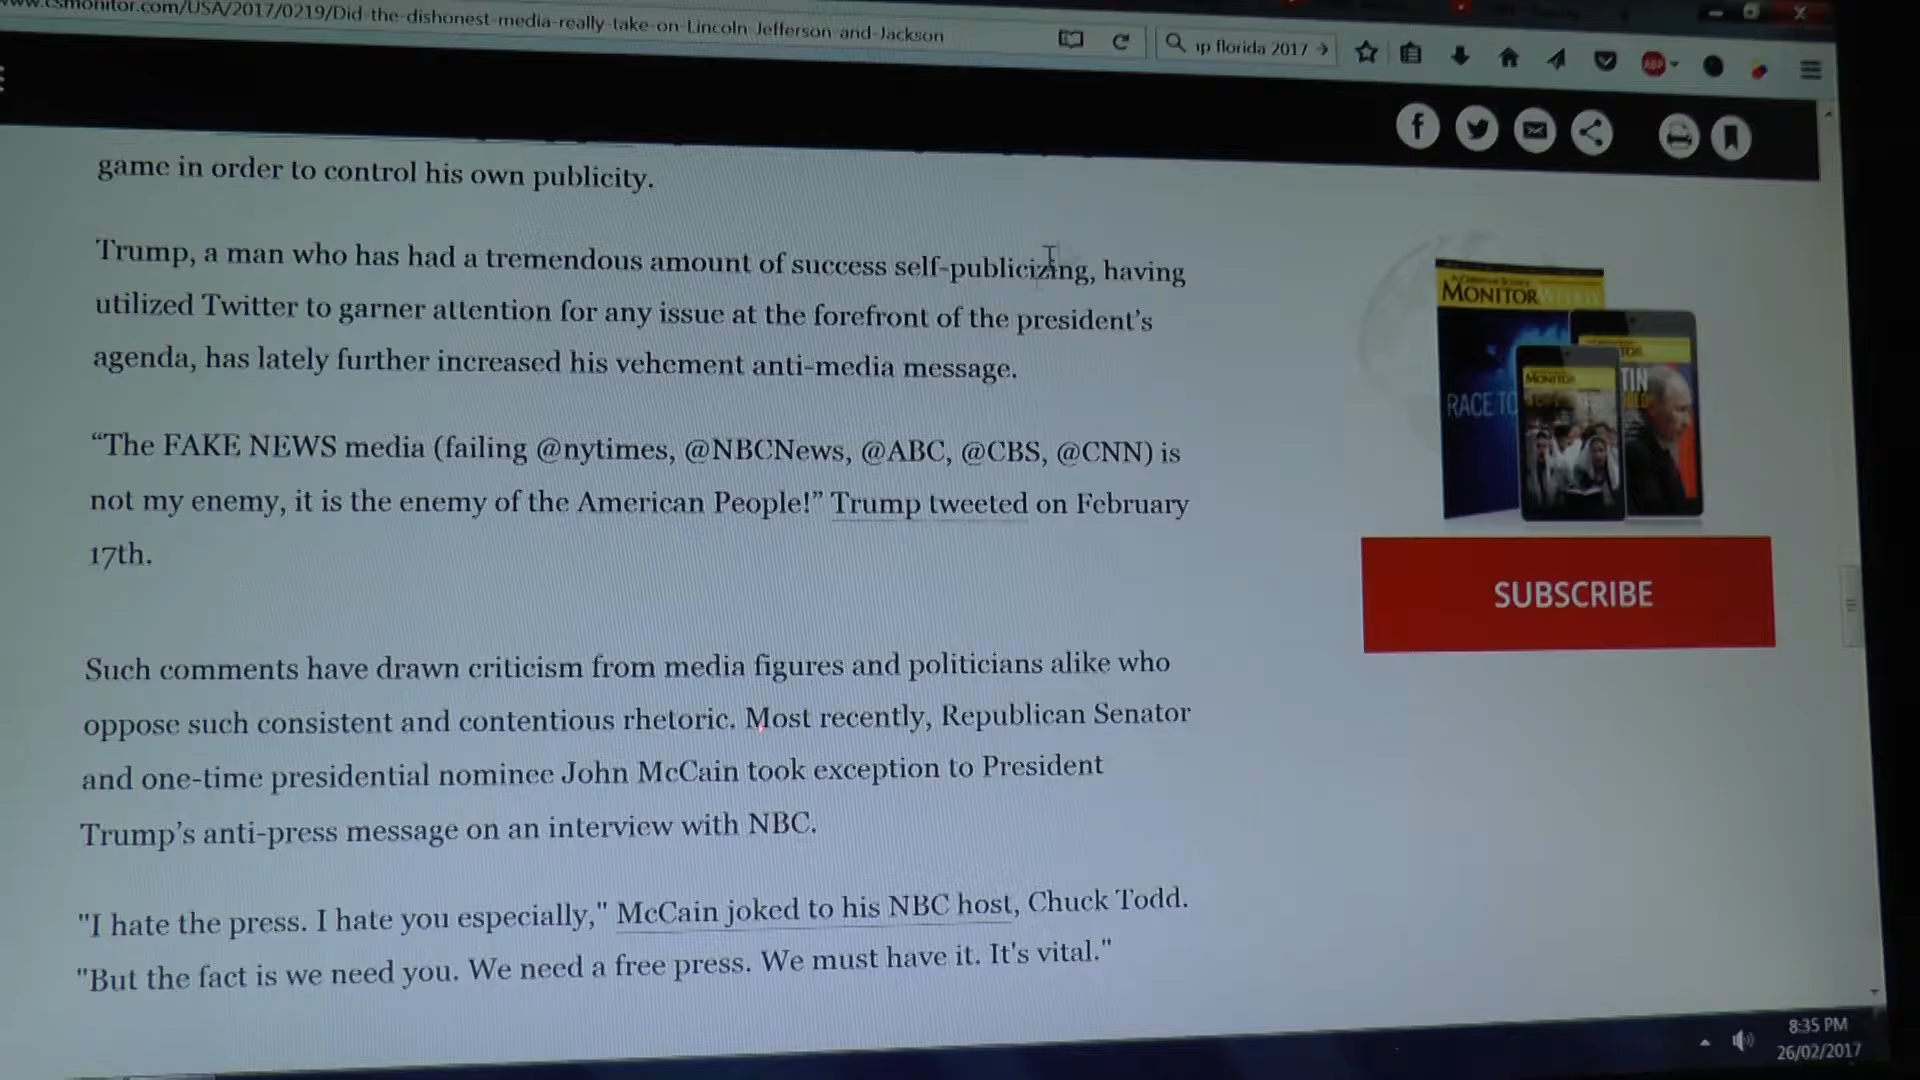 www.csmonitor.com/USA/2017/0219/Did-the-dishonest-media-really-take-on-Lincoln-Jefferson-and-Jackson
florida 2017
ABP
game in order to control his own publicity.
Trump, a man who has had a tremendous amount of success self-publicizing, having
utilized Twitter to garner attention for any issue at the forefront of the president's
agenda, has lately further increased his vehement anti-media message.
“The FAKE NEWS media (failing @nytimes, @NBCNews, @ABC, @CBS, @CNN) is
not my enemy, it is the enemy of the American People!” Trump tweeted on February
17th.
Such comments have drawn criticism from media figures and politicians alike who
oppose such consistent and contentious rhetoric. Most recently, Republican Senator
and one-time presidential nominee John McCain took exception to President
Trump’s anti-press message on an interview with NBC.
"I hate the press. I hate you especially," McCain joked to his NBC host, Chuck Todd.
"But the fact is we need you. We need a free press. We must have it. It's vital."
MONITOR
RACE TO
MONITOR
TIN
SUBSCRIBE
8:35 PM
26/02/2017